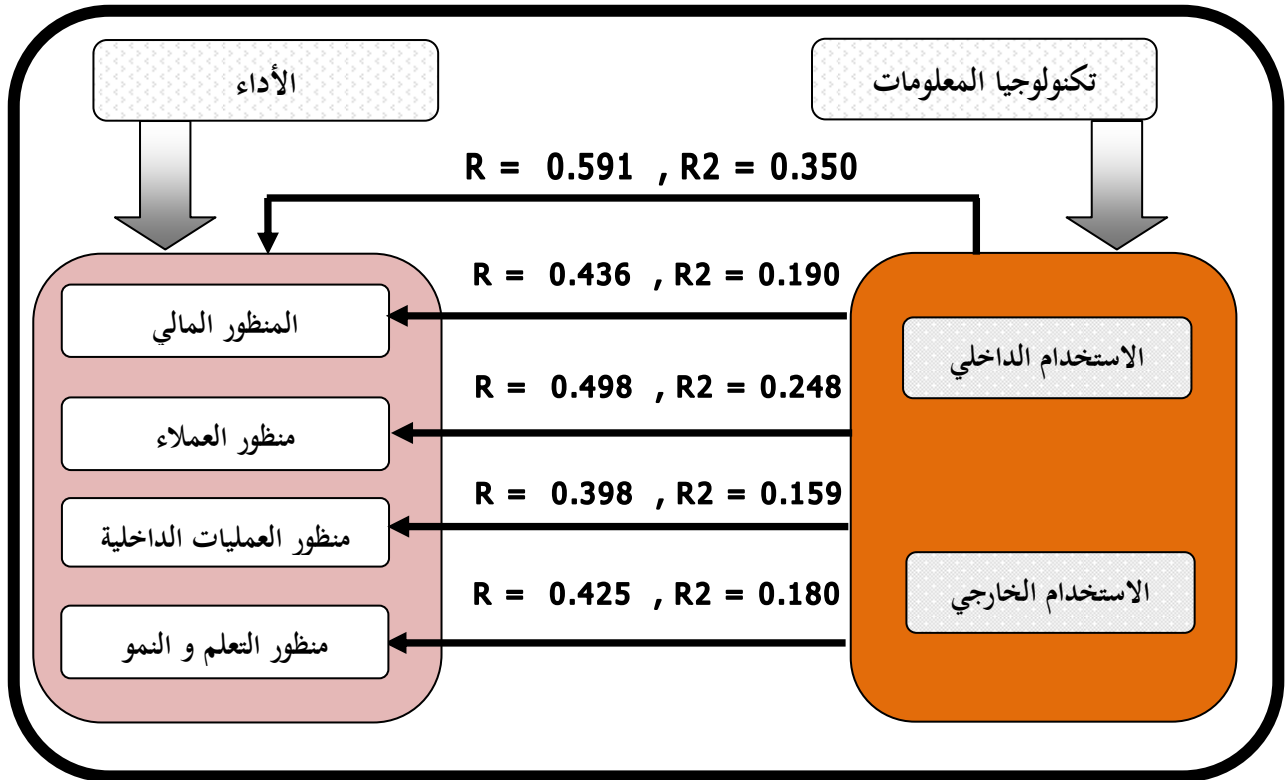 تكنولوجيا المعلومات
الأداء
R = 0.591 , R2 = 0.350
R = 0.436 , R2 = 0.190
المنظور المالي
الاستخدام الداخلي
R = 0.498 , R2 = 0.248
منظور العملاء
R = 0.398 , R2 = 0.159
منظور العمليات الداخلية
R = 0.425 , R2 = 0.180
الاستخدام الخارجي
منظور التعلم و النمو